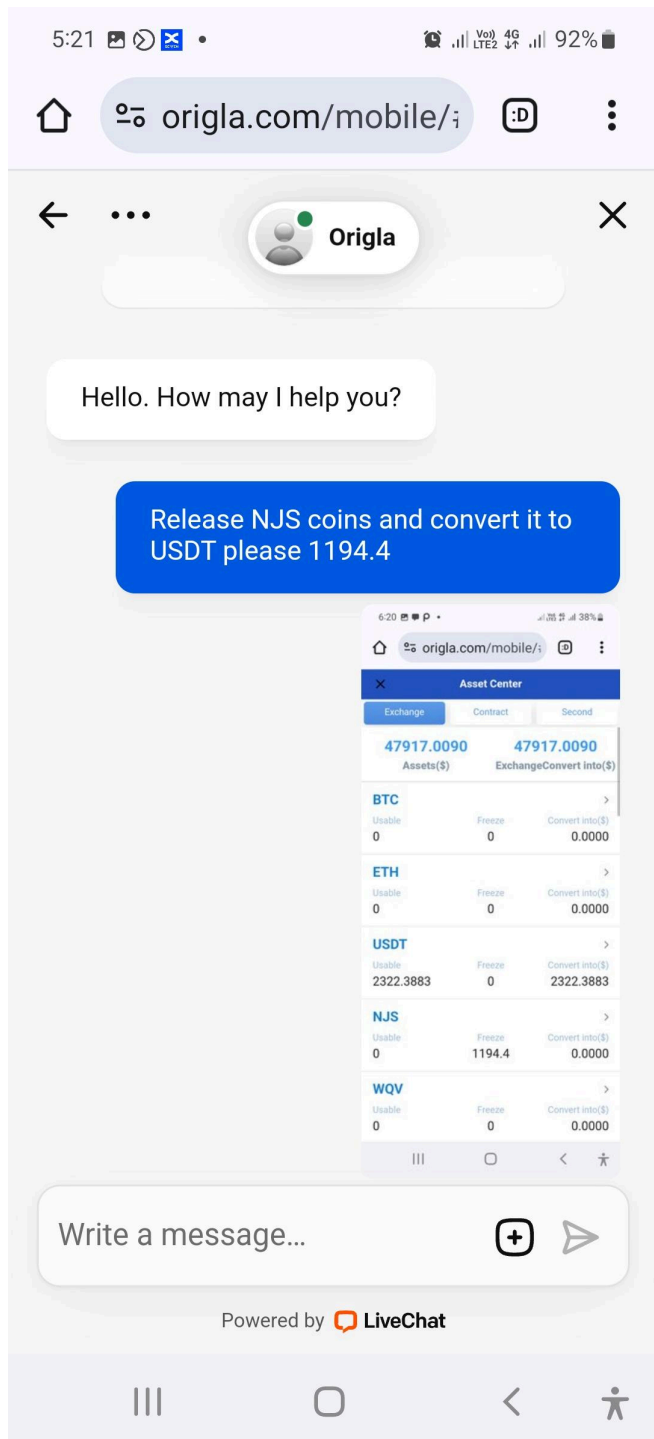 5:21
Vo))
LTE2
4G
92%
origla.com/mobile/
:D
Origla
Hello. How may I help you?
Release NJS coins and convert it to
USDT please 1194.4
6:20
38%
origla.com/mobile/
:D
Asset Center
Exchange Contract Second
47917.0090 47917.0090
Assets($) ExchangeConvert into($)
BTC
Usable Freeze Convert into($)
0 0 0.0000
ETH
Usable Freeze Convert into($)
0 0 0.0000
USDT
Usable Freeze Convert into($)
2322.3883 0 2322.3883
NJS
Usable Freeze Convert into($)
0 1194.4 0.0000
WQV
Usable Freeze Convert into($)
0 0 0.0000
Write a message...
Powered by LiveChat